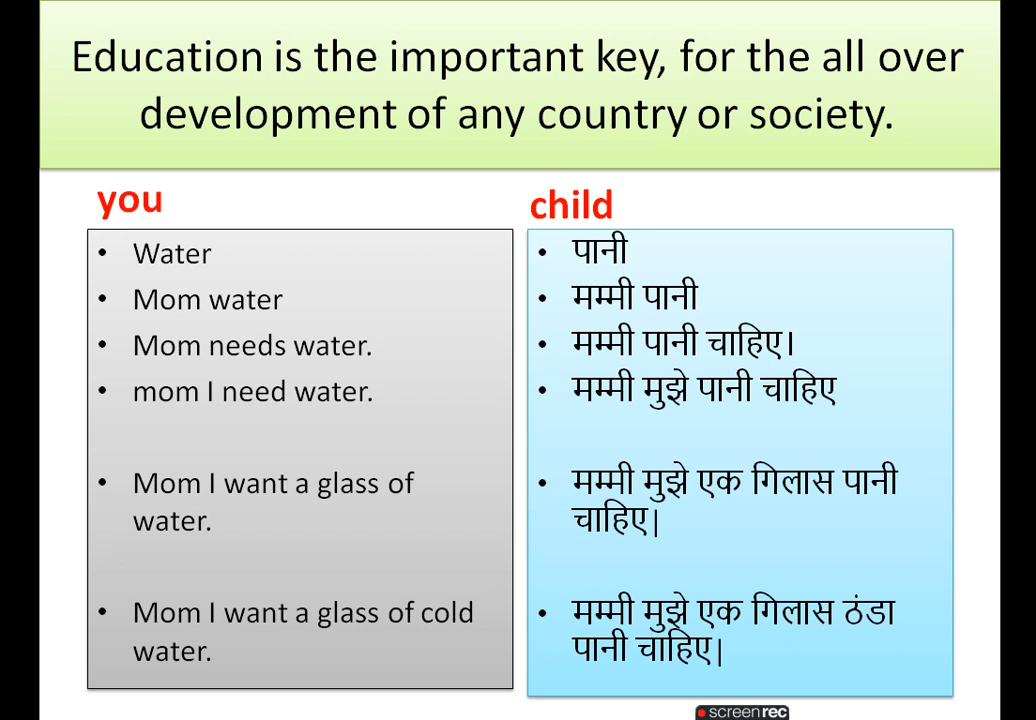 Education is the important key, for the all over
development of any country or society.
you
• Water
• Mom water
• Mom needs water.
• mom I need water.
• Mom I want a glass of
water.
• Mom I want a glass of cold
water.
child
• पानी
• मम्मी पानी
• मम्मी पानी चाहिए।
• मम्मी मुझे पानी चाहिए
• मम्मी मुझे एक गिलास पानी
चाहिए|
• मम्मी मुझे एक गिलास ठंडा
पानी चाहिए|
screenrec